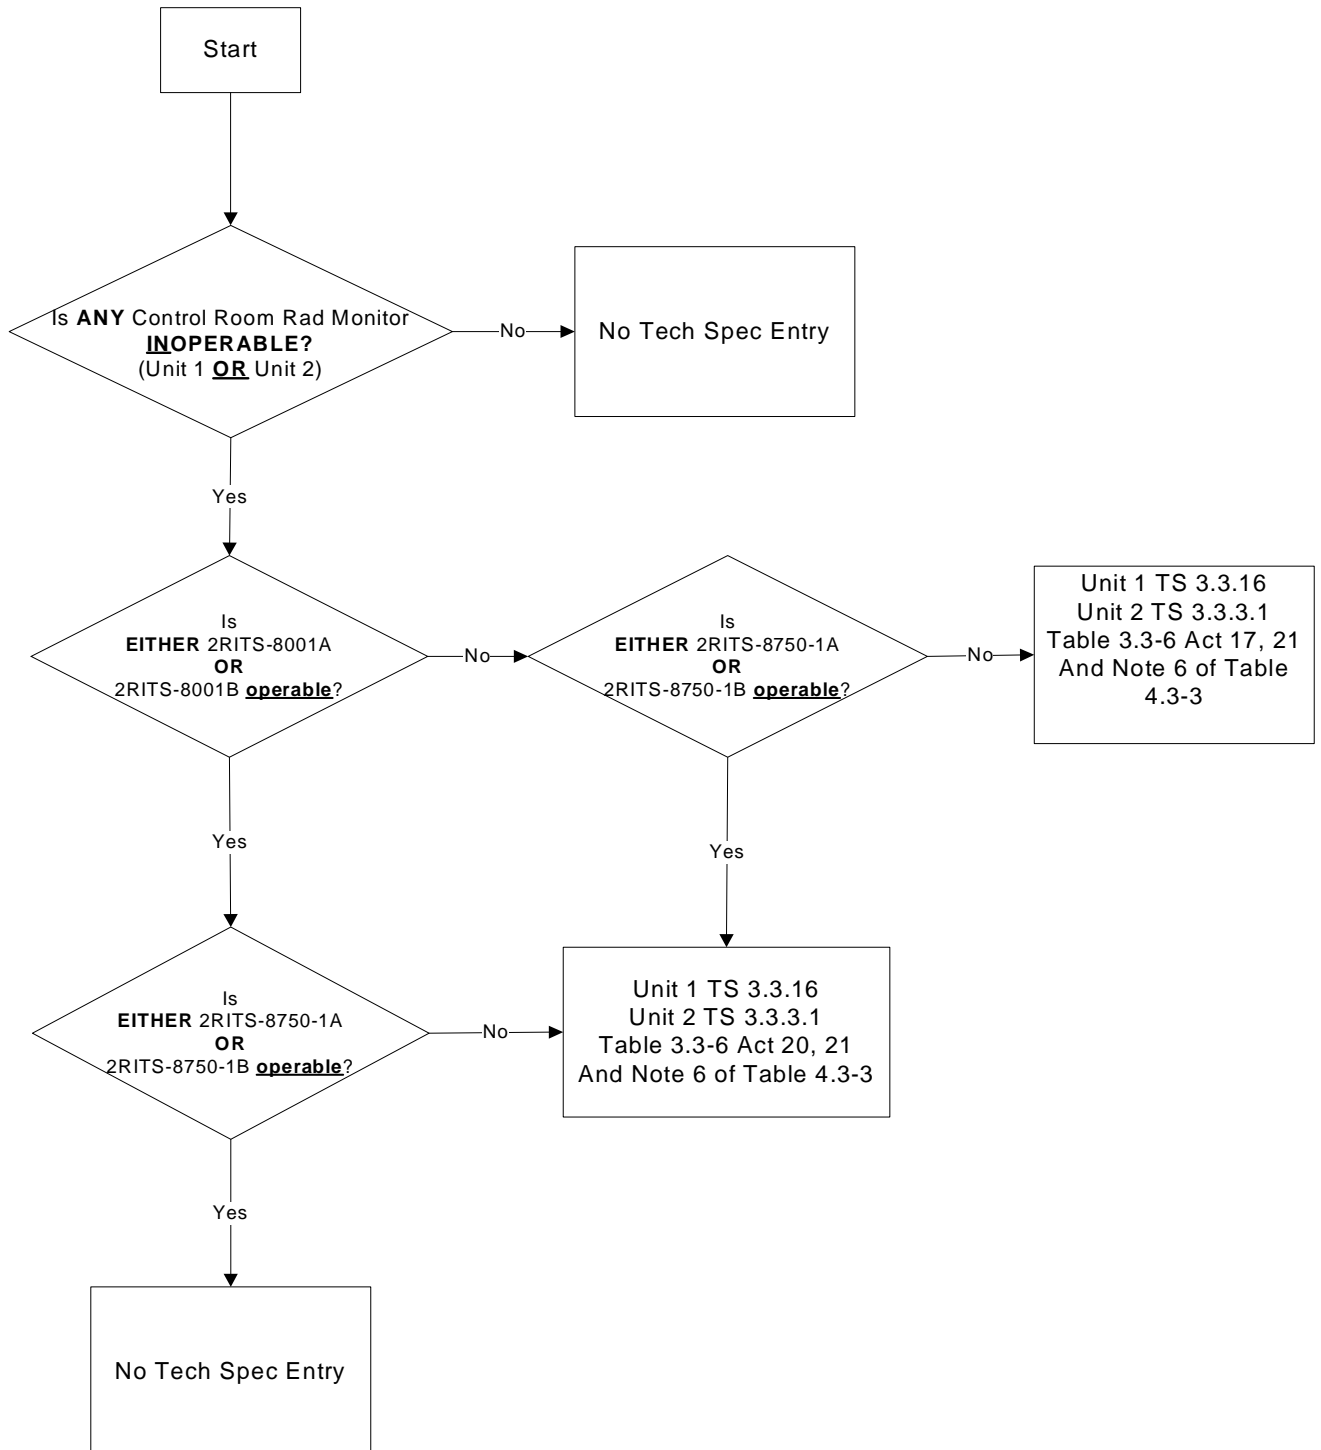 Start
Is ANY Control Room Rad Monitor
INOPERABLE?
(Unit 1 OR Unit 2)
No
No Tech Spec Entry
Yes
Is
EITHER 2RITS-8001A
OR
2RITS-8001B operable?
No
Is
EITHER 2RITS-8750-1A
OR
2RITS-8750-1B operable?
No
Unit 1 TS 3.3.16
Unit 2 TS 3.3.3.1
Table 3.3-6 Act 17, 21
And Note 6 of Table
4.3-3
Yes
Yes
Is
EITHER 2RITS-8750-1A
OR
2RITS-8750-1B operable?
No
Unit 1 TS 3.3.16
Unit 2 TS 3.3.3.1
Table 3.3-6 Act 20, 21
And Note 6 of Table 4.3-3
Yes
No Tech Spec Entry